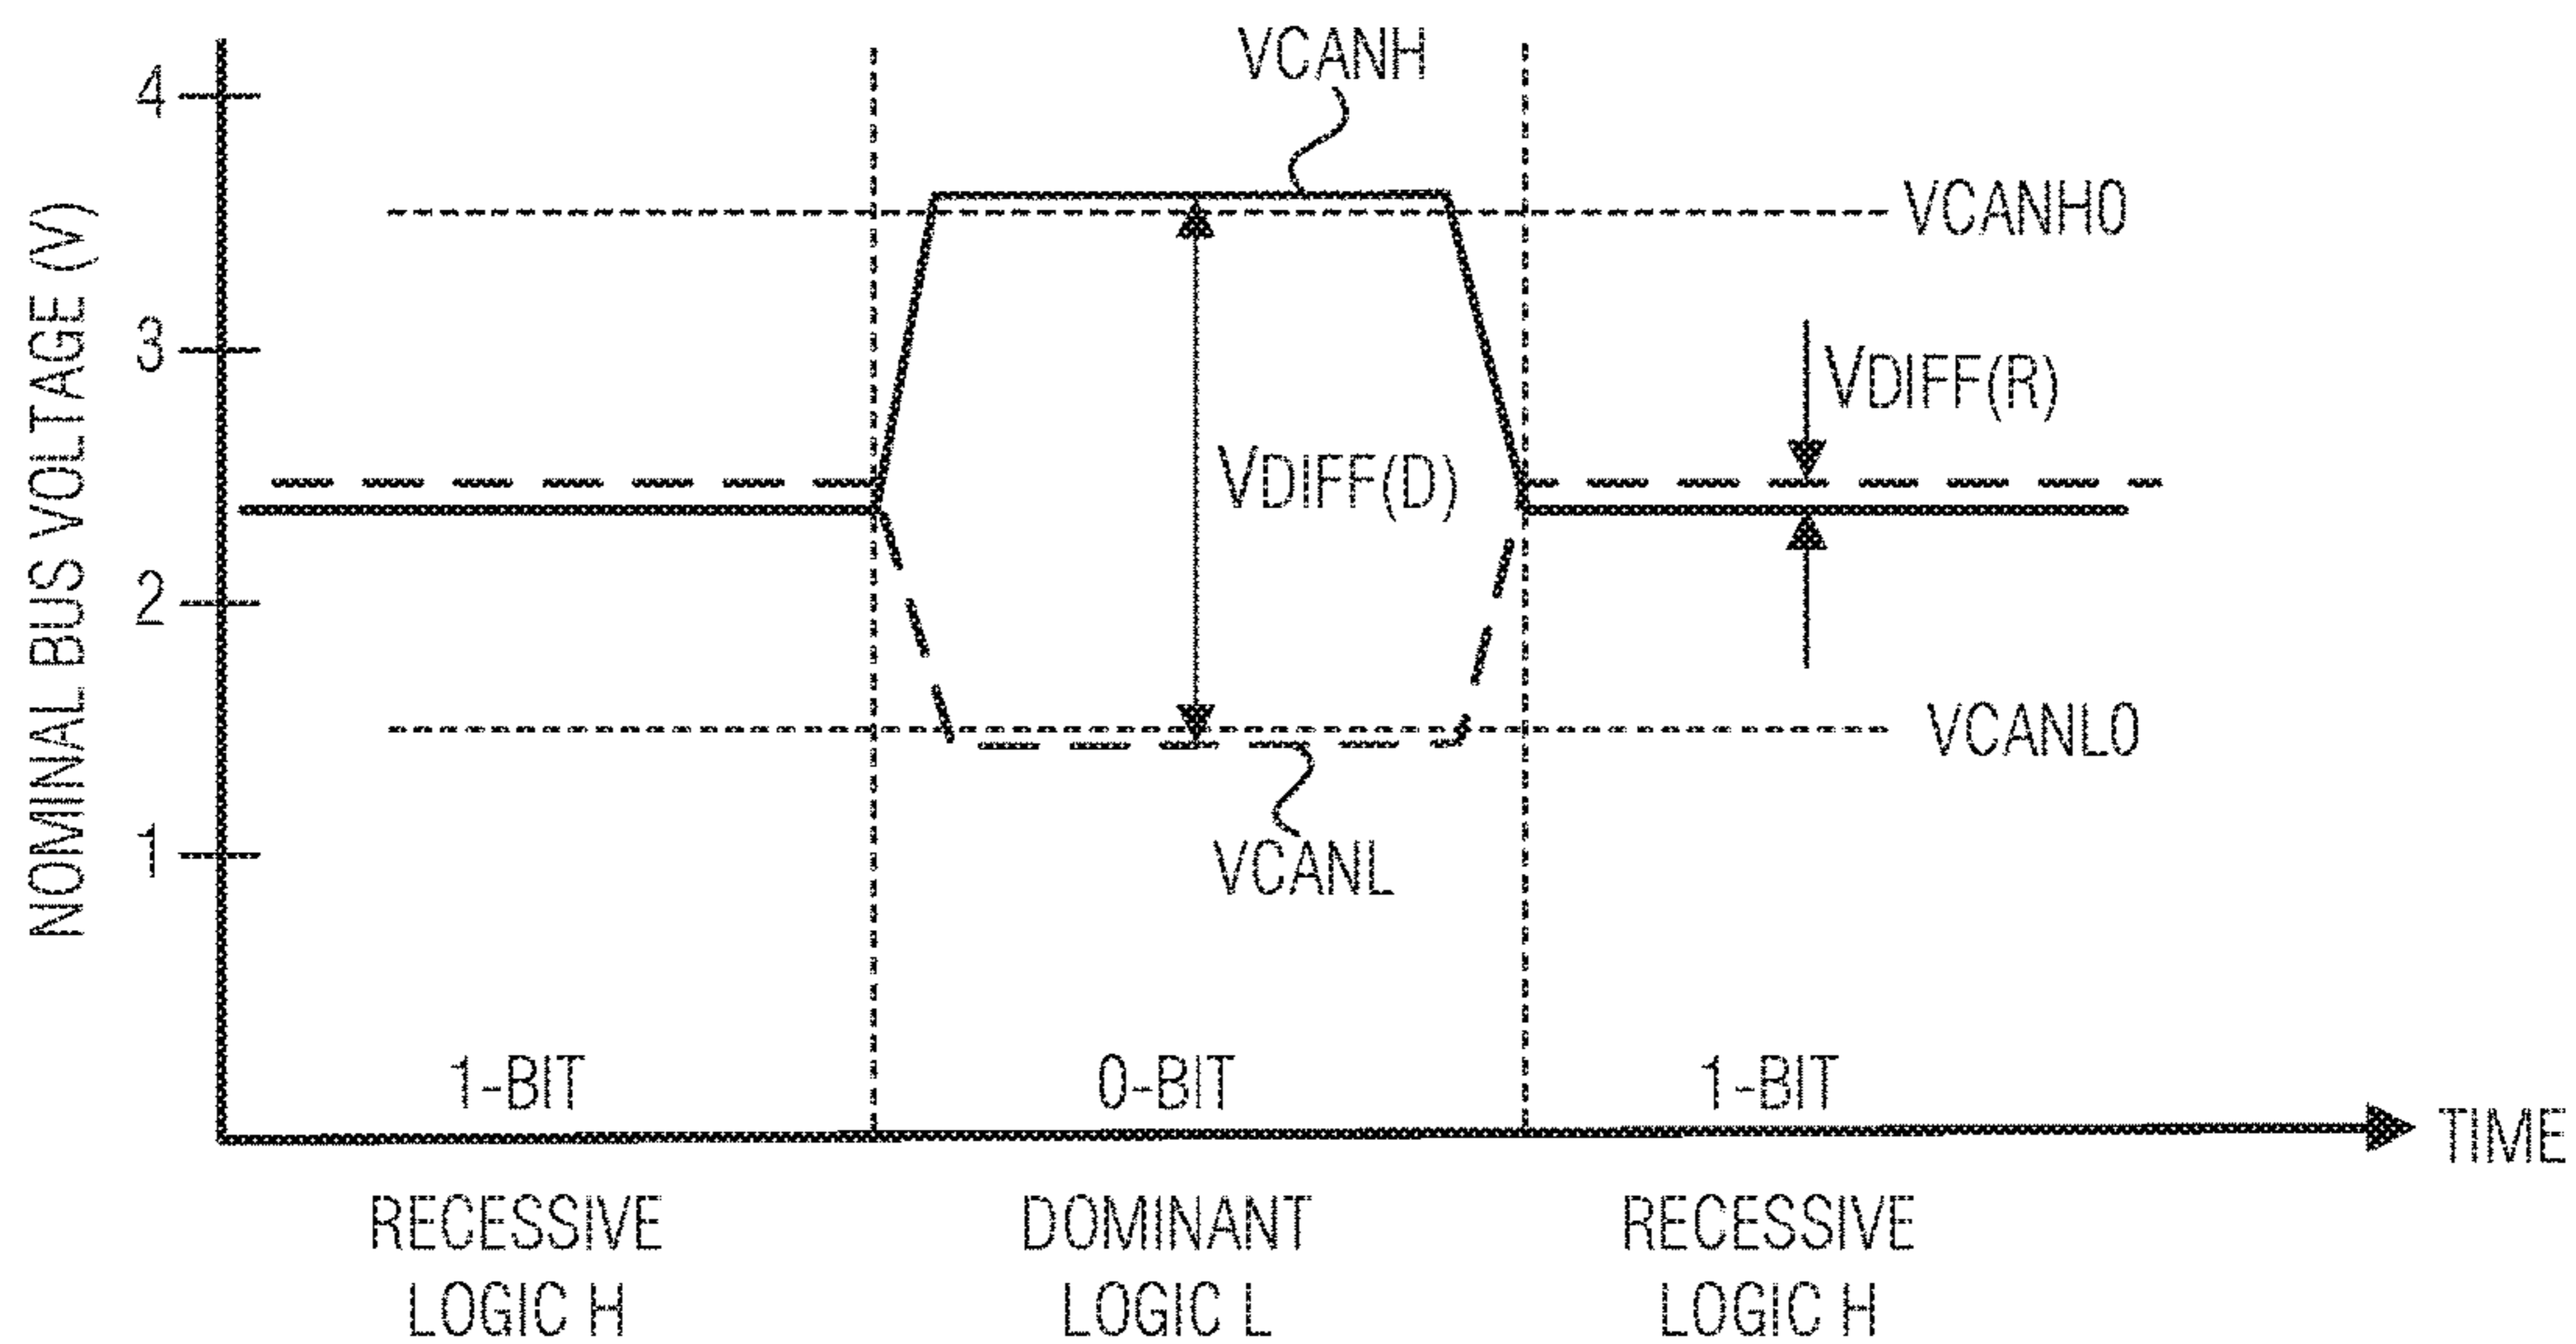 NOMINAL BUS VOLTAGE (V)
4
3
2
1
VCANH
VCANH0
VDIFF(R)
VDIFF(D)
VCANL0
VCANL
1-BIT
0-BIT
1-BIT
TIME
RECESSIVE
LOGIC H
DOMINANT
LOGIC L
RECESSIVE
LOGIC H